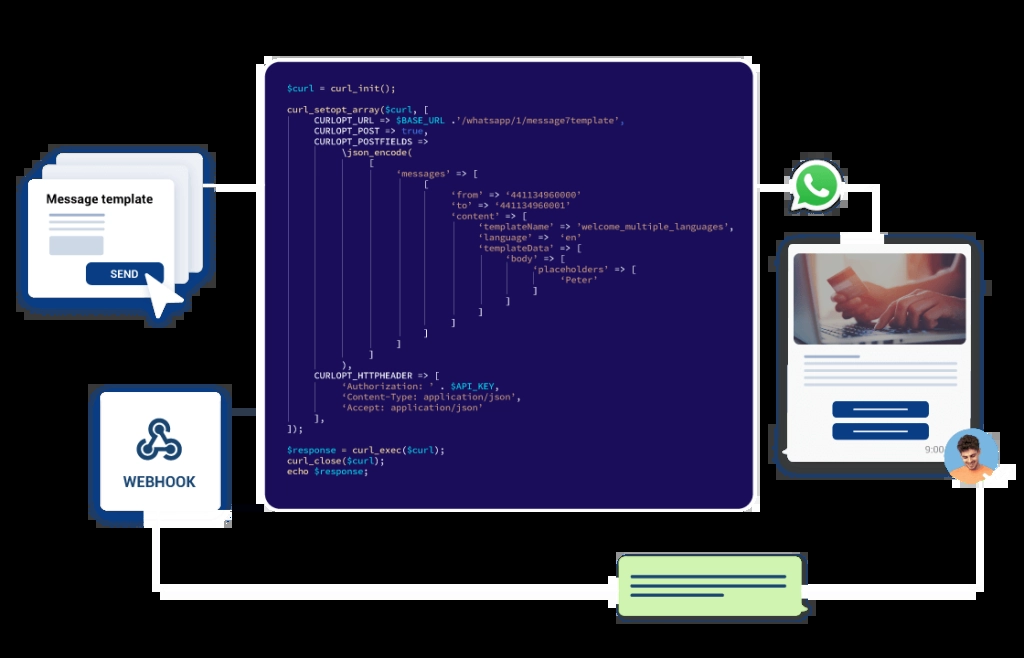 Message template
SEND
WEBHOOK
$curl = curl_init();
curl_setopt_array($curl, [
CURLOPT_URL => $BASE_URL .'/whatsapp/1/message?template',
CURLOPT_POST => true,
CURLOPT_POSTFIELDS =>
\json_encode(
[
‘messages’ => [
[
‘from’ => ‘441134960000’
‘to’ => ‘441134960001’
‘content’ => [
‘templateName’ => ‘welcome_multiple_languages’,
‘language’ => ‘en’
‘templateData’ => [
‘body’ => [
‘placeholders’ => [
‘Peter’
]
]
]
]
]
]
]
),
CURLOPT_HTTPHEADER => [
‘Authorization: ’ . $API_KEY,
‘Content-Type: application/json’,
‘Accept: application/json’
],
]);
$response = curl_exec($curl);
curl_close($curl);
echo $response;
9:00